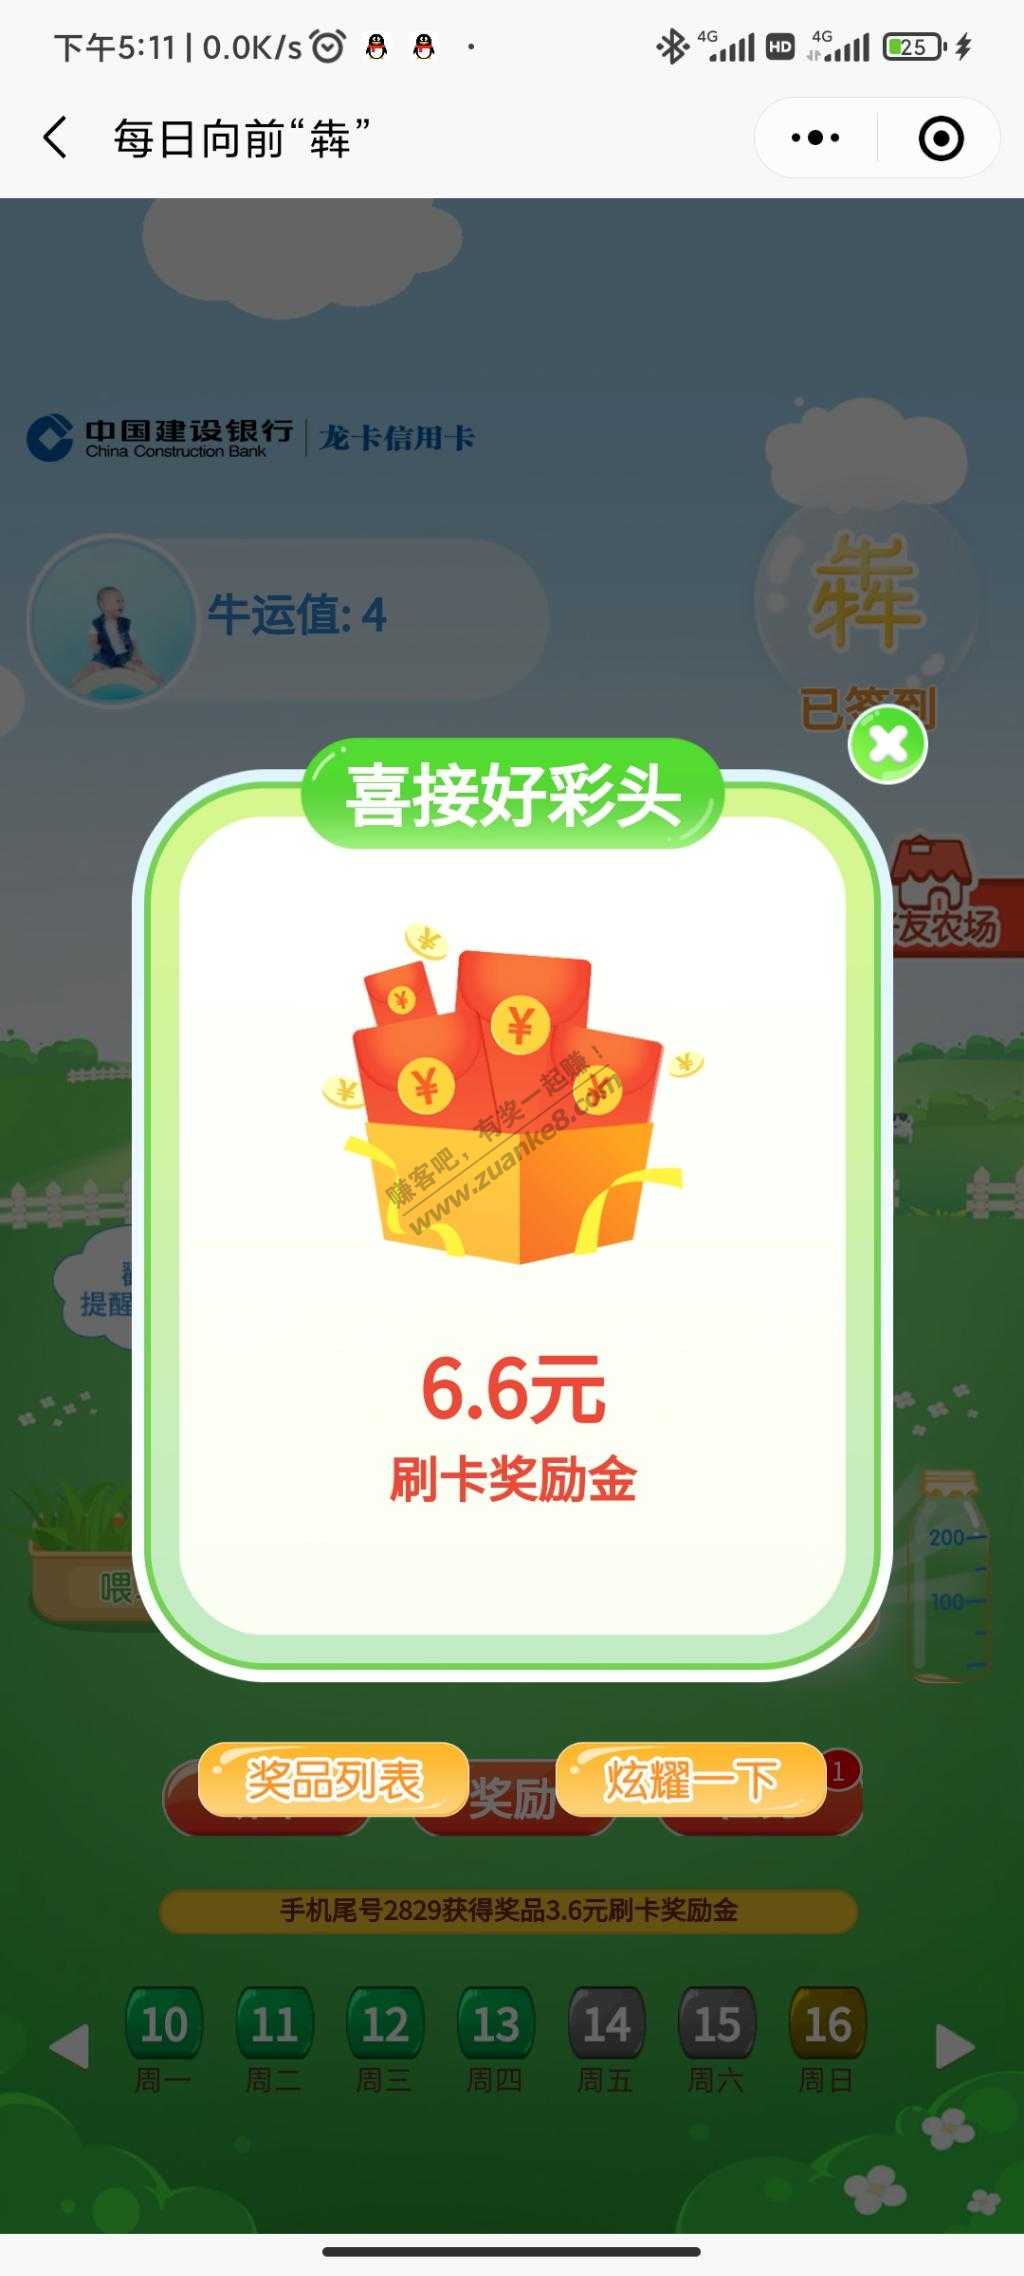 下午5:11 | 0.0K/s
4G HD 4G 25
每日向前“犇”
中国建设银行 龙卡信用卡
China Construction Bank
犇
牛运值: 4
已签到
喜接好彩头
友农场
¥ ¥ ¥ ¥ ¥ ¥
赚客吧，有奖一起赚！
www.zuanke8.com
提醒
6.6元
刷卡奖励金
200
喂
100
奖品列表 奖励 炫耀一下 1
手机尾号2829获得奖品3.6元刷卡奖励金
10 11 12 13 14 15 16
周一 周二 周三 周四 周五 周六 周日